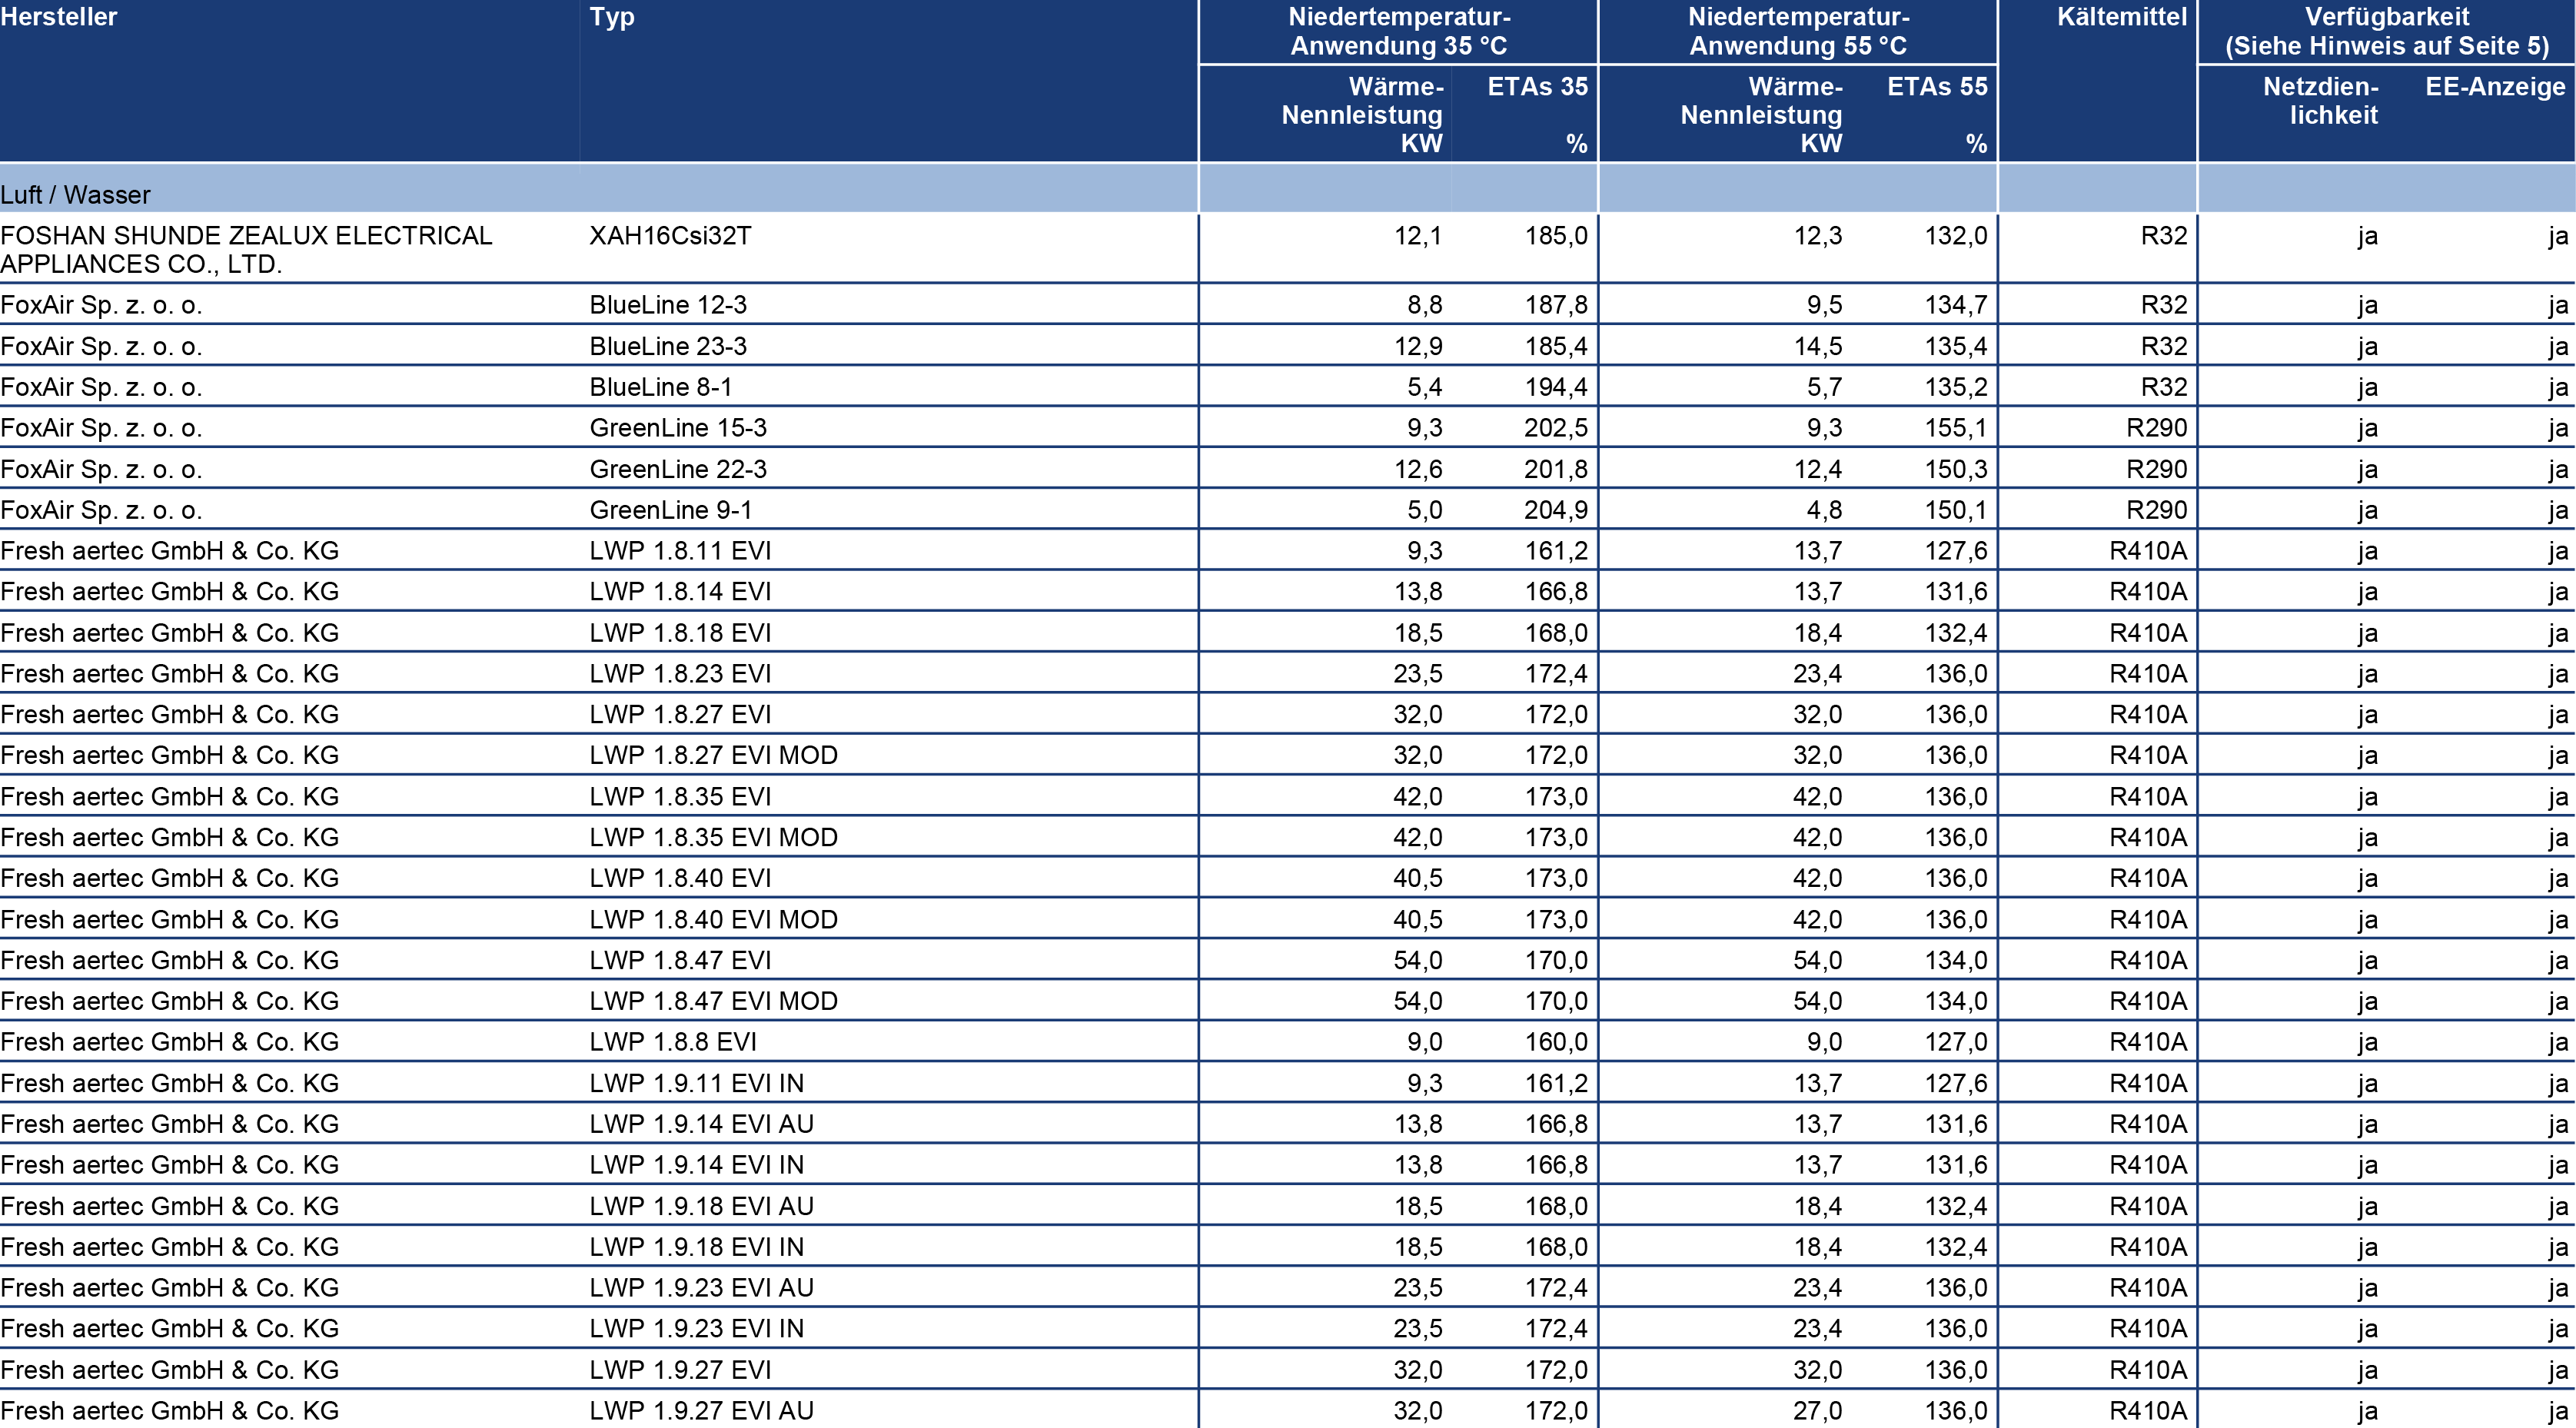 Hersteller Typ Niedertemperatur- Niedertemperatur- Kältemittel Verfügbarkeit
Anwendung 35 °C Anwendung 55 °C (Siehe Hinweis auf Seite 5)
Wärme- ETAs 35 Wärme- ETAs 55 Netzdien- EE-Anzeige
Nennleistung Nennleistung lichkeit
KW % KW %
Luft / Wasser
FOSHAN SHUNDE ZEALUX ELECTRICAL XAH16Csi32T 12,1 185,0 12,3 132,0 R32 ja ja
APPLIANCES CO., LTD.
FoxAir Sp. z. o. o. BlueLine 12-3 8,8 187,8 9,5 134,7 R32 ja ja
FoxAir Sp. z. o. o. BlueLine 23-3 12,9 185,4 14,5 135,4 R32 ja ja
FoxAir Sp. z. o. o. BlueLine 8-1 5,4 194,4 5,7 135,2 R32 ja ja
FoxAir Sp. z. o. o. GreenLine 15-3 9,3 202,5 9,3 155,1 R290 ja ja
FoxAir Sp. z. o. o. GreenLine 22-3 12,6 201,8 12,4 150,3 R290 ja ja
FoxAir Sp. z. o. o. GreenLine 9-1 5,0 204,9 4,8 150,1 R290 ja ja
Fresh aertec GmbH & Co. KG LWP 1.8.11 EVI 9,3 161,2 13,7 127,6 R410A ja ja
Fresh aertec GmbH & Co. KG LWP 1.8.14 EVI 13,8 166,8 13,7 131,6 R410A ja ja
Fresh aertec GmbH & Co. KG LWP 1.8.18 EVI 18,5 168,0 18,4 132,4 R410A ja ja
Fresh aertec GmbH & Co. KG LWP 1.8.23 EVI 23,5 172,4 23,4 136,0 R410A ja ja
Fresh aertec GmbH & Co. KG LWP 1.8.27 EVI 32,0 172,0 32,0 136,0 R410A ja ja
Fresh aertec GmbH & Co. KG LWP 1.8.27 EVI MOD 32,0 172,0 32,0 136,0 R410A ja ja
Fresh aertec GmbH & Co. KG LWP 1.8.35 EVI 42,0 173,0 42,0 136,0 R410A ja ja
Fresh aertec GmbH & Co. KG LWP 1.8.35 EVI MOD 42,0 173,0 42,0 136,0 R410A ja ja
Fresh aertec GmbH & Co. KG LWP 1.8.40 EVI 40,5 173,0 42,0 136,0 R410A ja ja
Fresh aertec GmbH & Co. KG LWP 1.8.40 EVI MOD 40,5 173,0 42,0 136,0 R410A ja ja
Fresh aertec GmbH & Co. KG LWP 1.8.47 EVI 54,0 170,0 54,0 134,0 R410A ja ja
Fresh aertec GmbH & Co. KG LWP 1.8.47 EVI MOD 54,0 170,0 54,0 134,0 R410A ja ja
Fresh aertec GmbH & Co. KG LWP 1.8.8 EVI 9,0 160,0 9,0 127,0 R410A ja ja
Fresh aertec GmbH & Co. KG LWP 1.9.11 EVI IN 9,3 161,2 13,7 127,6 R410A ja ja
Fresh aertec GmbH & Co. KG LWP 1.9.14 EVI AU 13,8 166,8 13,7 131,6 R410A ja ja
Fresh aertec GmbH & Co. KG LWP 1.9.14 EVI IN 13,8 166,8 13,7 131,6 R410A ja ja
Fresh aertec GmbH & Co. KG LWP 1.9.18 EVI AU 18,5 168,0 18,4 132,4 R410A ja ja
Fresh aertec GmbH & Co. KG LWP 1.9.18 EVI IN 18,5 168,0 18,4 132,4 R410A ja ja
Fresh aertec GmbH & Co. KG LWP 1.9.23 EVI AU 23,5 172,4 23,4 136,0 R410A ja ja
Fresh aertec GmbH & Co. KG LWP 1.9.23 EVI IN 23,5 172,4 23,4 136,0 R410A ja ja
Fresh aertec GmbH & Co. KG LWP 1.9.27 EVI 32,0 172,0 32,0 136,0 R410A ja ja
Fresh aertec GmbH & Co. KG LWP 1.9.27 EVI AU 32,0 172,0 27,0 136,0 R410A ja ja